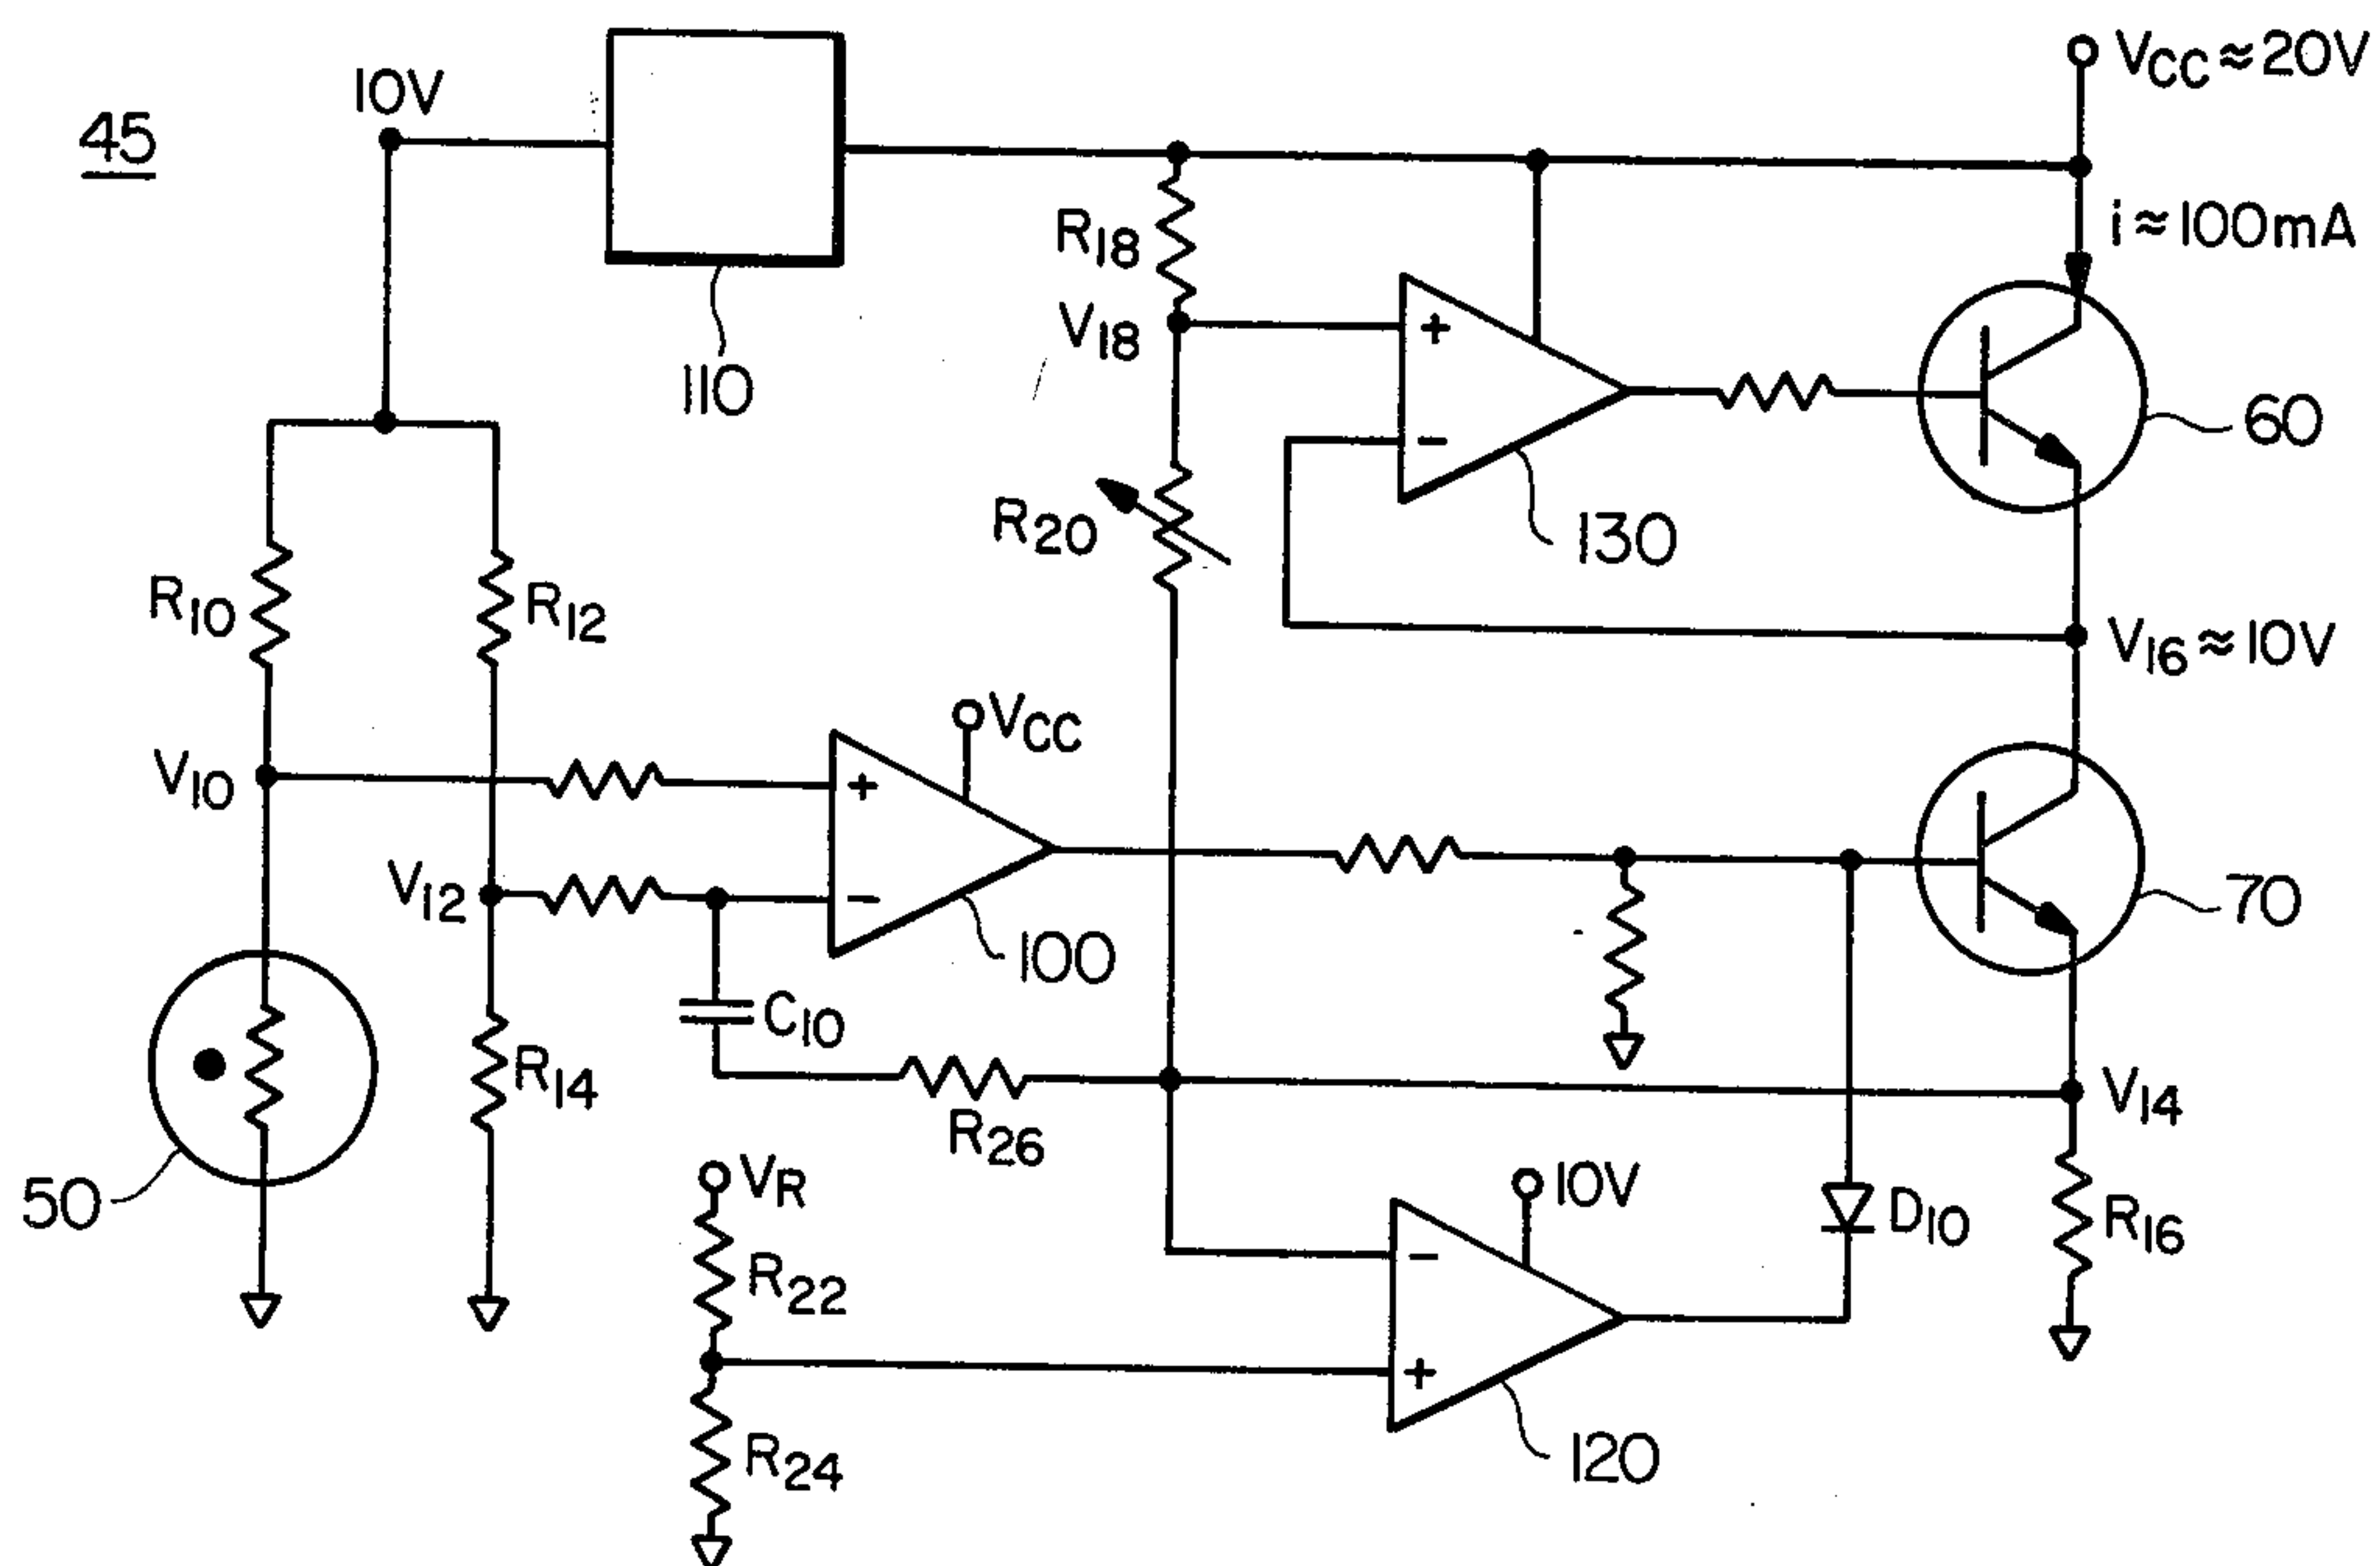 45
10V
110
VCC ≈ 20V
i ≈ 100mA
R18
V18
+
−
130
60
R20
R10
R12
V16 ≈ 10V
V10
VCC
+
−
100
V12
70
C10
R14
R26
V14
50
VR
10V
R22
−
+
D10
R16
R24
120